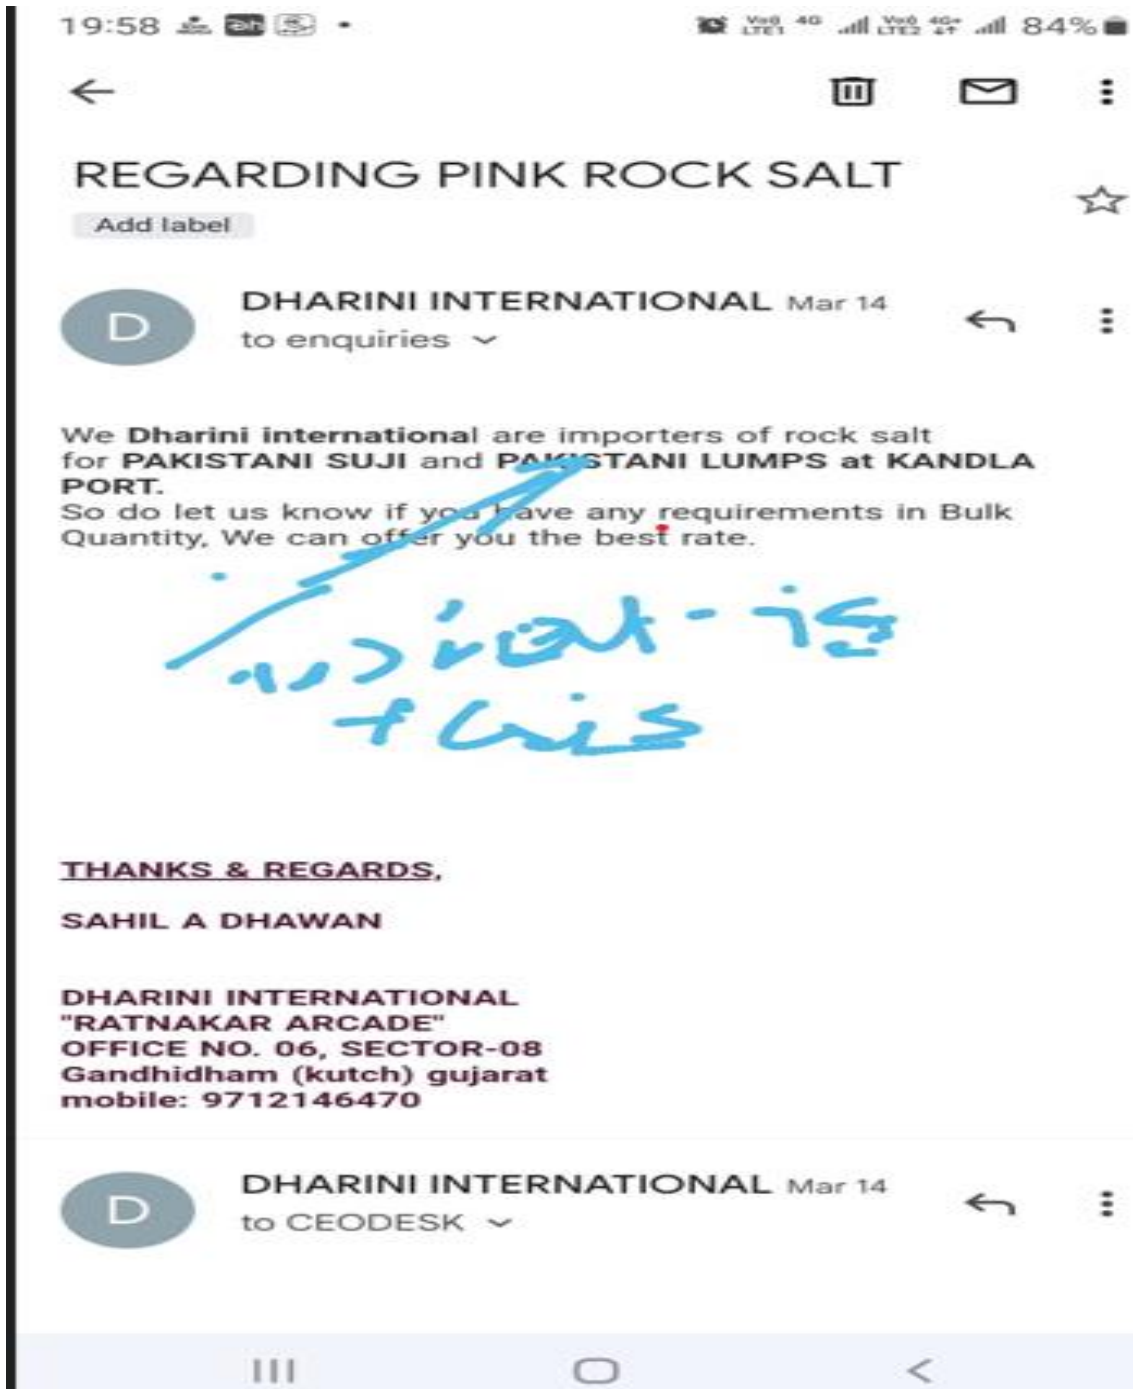 19:58
84%
REGARDING PINK ROCK SALT
Add label
D
DHARINI INTERNATIONAL Mar 14
to enquiries
We Dharini international are importers of rock salt
for PAKISTANI SUJI and PAKISTANI LUMPS at KANDLA
PORT.
So do let us know if you have any requirements in Bulk
Quantity, We can offer you the best rate.
is
this
THANKS & REGARDS,
SAHIL A DHAWAN
DHARINI INTERNATIONAL
"RATNAKAR ARCADE"
OFFICE NO. 06, SECTOR-08
Gandhidham (kutch) gujarat
mobile: 9712146470
D
DHARINI INTERNATIONAL Mar 14
to CEODESK